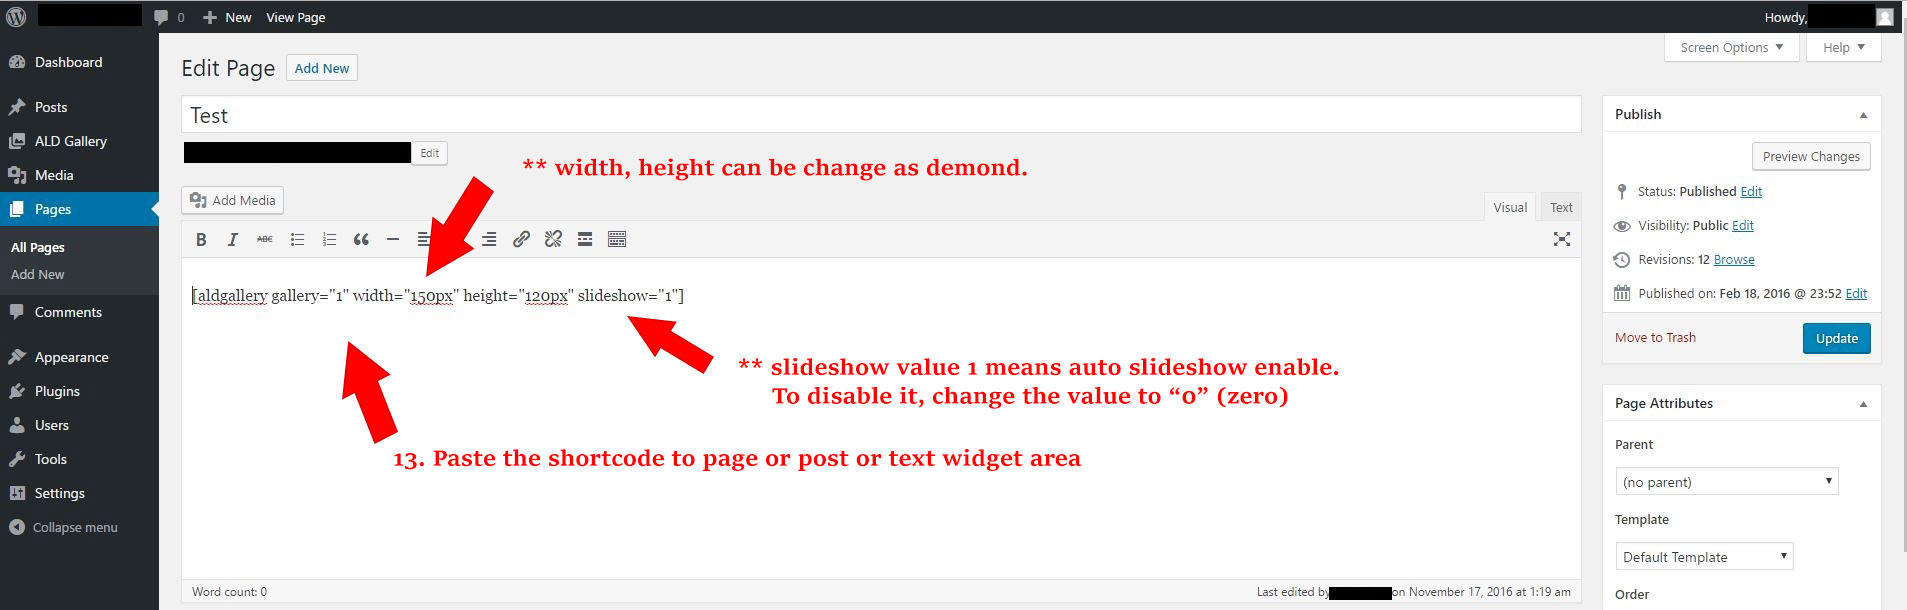 0 New View Page
Howdy,
Screen Options Help
Dashboard
Posts
ALD Gallery
Media
Pages
All Pages
Add New
Comments
Appearance
Plugins
Users
Tools
Settings
Collapse menu
Edit Page Add New
Test
Edit
** width, height can be change as demond.
Add Media
Visual Text
B I ABC
[aldgallery gallery="1" width="150px" height="120px" slideshow="1"]
** slideshow value 1 means auto slideshow enable.
To disable it, change the value to “0” (zero)
13. Paste the shortcode to page or post or text widget area
Word count: 0
Last edited by on November 17, 2016 at 1:19 am
Publish
Preview Changes
Status: Published Edit
Visibility: Public Edit
Revisions: 12 Browse
Published on: Feb 18, 2016 @ 23:52 Edit
Move to Trash Update
Page Attributes
Parent
(no parent)
Template
Default Template
Order